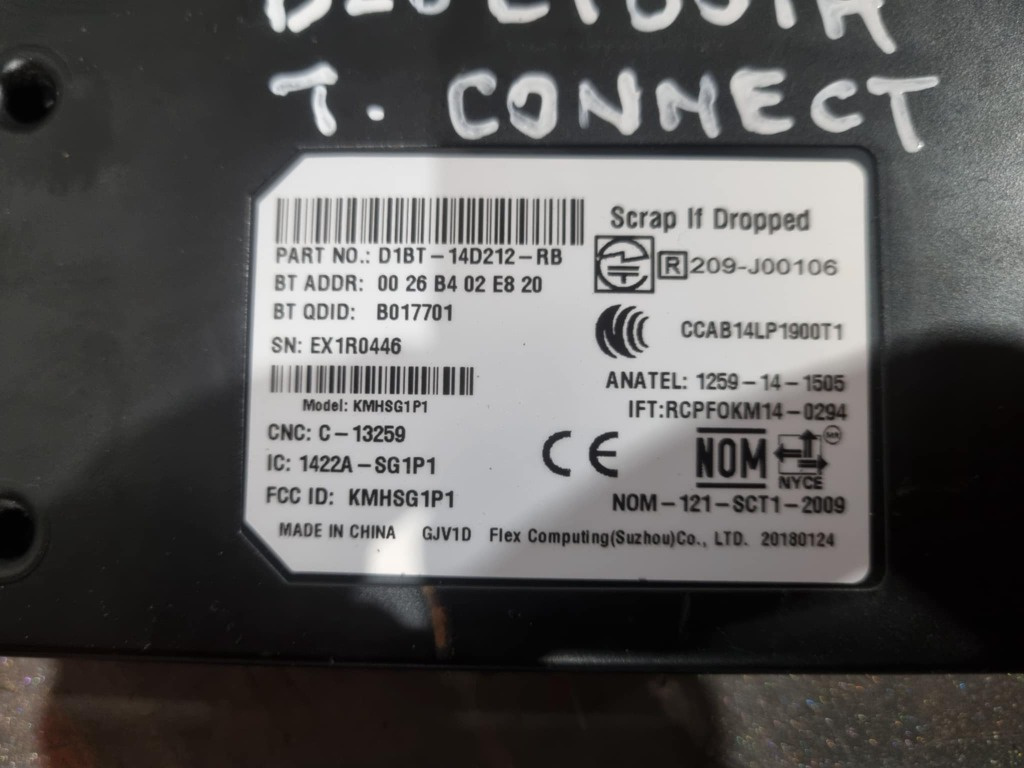 BLUETOOTH
T. CONNECT
Scrap If Dropped
PART NO.: D1BT-14D212-RB
R 209-J00106
BT ADDR: 00 26 B4 02 E8 20
BT QDID: B017701
CCAB14LP1900T1
SN: EX1R0446
ANATEL: 1259-14-1505
Model: KMHSG1P1
IFT:RCPFOKM14-0294
CNC: C-13259
CE NOM NYCE
IC: 1422A-SG1P1
FCC ID: KMHSG1P1
NOM-121-SCT1-2009
MADE IN CHINA GJV1D Flex Computing(Suzhou)Co., LTD. 20180124